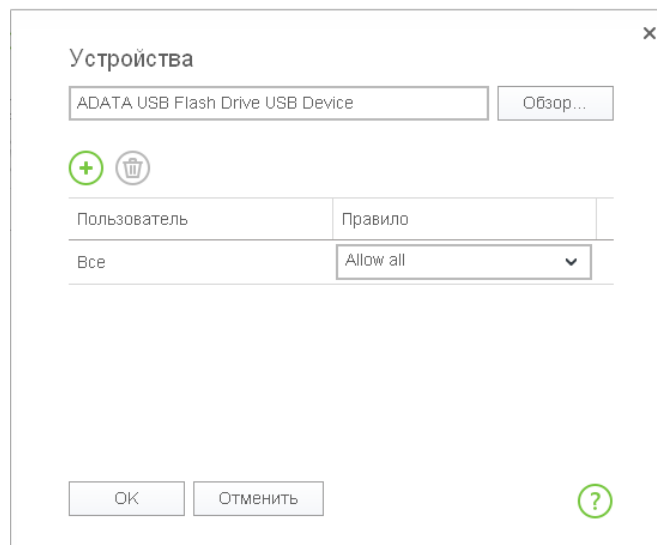 Устройства
ADATA USB Flash Drive USB Device
Обзор...
Пользователь
Правило
Все
Allow all
OK
Отменить
?